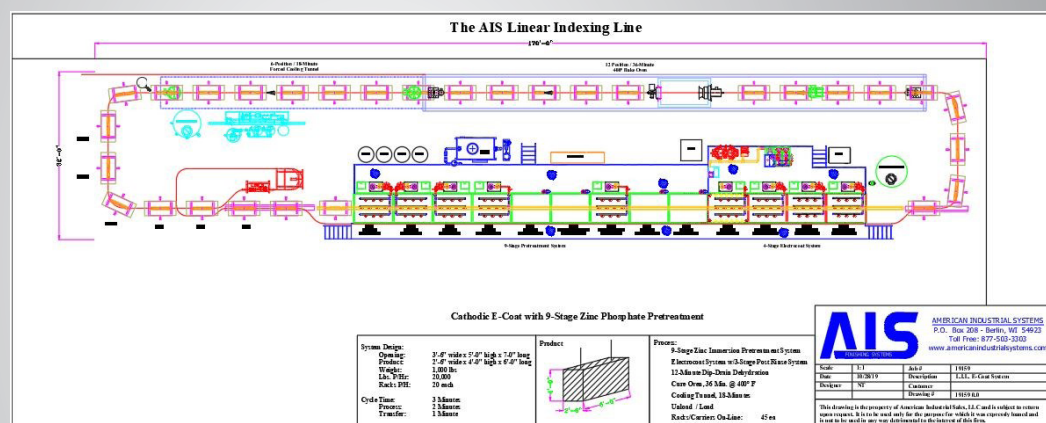 The AIS Linear Indexing Line
170'-0"
6-Position / 18-Minute
Forced Cooling Tunnel
12-Position / 36-Minute
400º Bake Oven
9-Stage Pretreatment System
4-Stage Electrocoat System
Cathodic E-Coat with 9-Stage Zinc Phosphate Pretreatment
System Design:
Opening: 3'-6" wide x 5'-0" high x 7'-0" long
Product: 2'-6" wide x 4'-0" high x 6'-0" long
Weight: 1,000 lbs
Lbs. P/Hr: 20,000
Racks P/H: 20 each
Cycle Time: 3 Minutes
Process: 2 Minutes
Transfer: 1 Minute
Product
Process:
9-Stage Zinc Immersion Pretreatment System
Electrocoat System w/3-Stage Post Rinse System
12-Minute Dip-Drain Dehydration
Cure Oven, 36 Min. @ 400º F
Cooling Tunnel, 18-Minutes
Unload / Load
Racks/Carriers On-Line: 45 ea
AIS
FINISHING SYSTEMS
AMERICAN INDUSTRIAL SYSTEMS
P.O. Box 208 - Berlin, WI 54923
Toll Free: 877-503-3303
www.americanindustrialsystems.com
Scale 1:1 Job # 19159
Date 10/28/19 Description L.I.L. E-Coat System
Designer NT Customer
Drawing # 19159-0.0
This drawing is the property of American Industrial Sales, LLC and is subject to return
upon request. It is to be used only for the purpose for which it was expressly loaned and
is not to be used in any way detrimental to the interest of this firm.